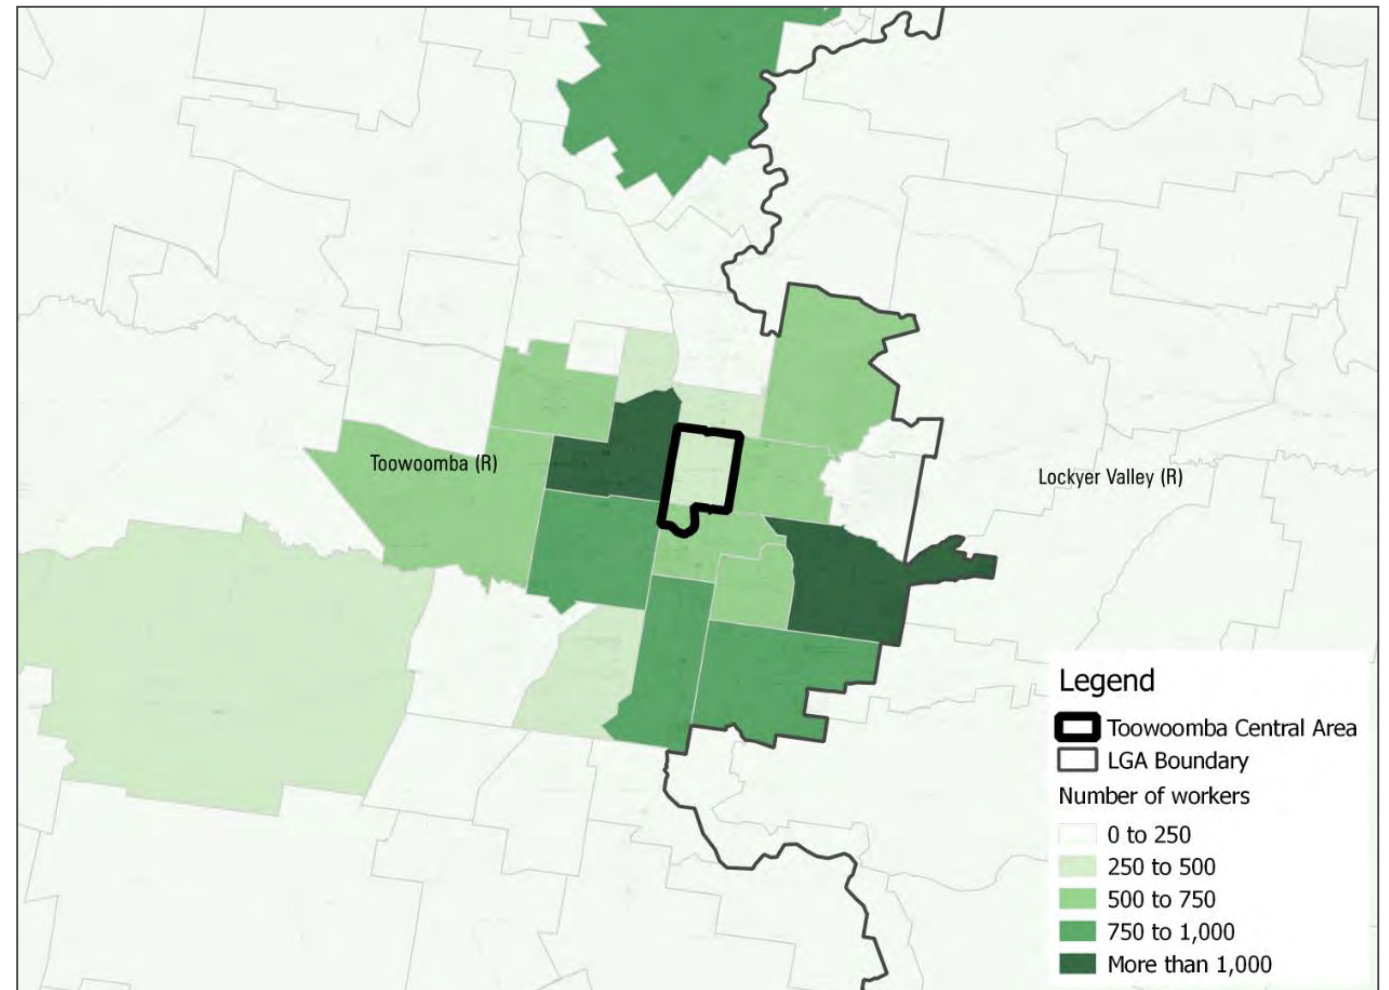 Toowoomba (R)
Lockyer Valley (R)
Legend
Toowoomba Central Area
LGA Boundary
Number of workers
0 to 250
250 to 500
500 to 750
750 to 1,000
More than 1,000